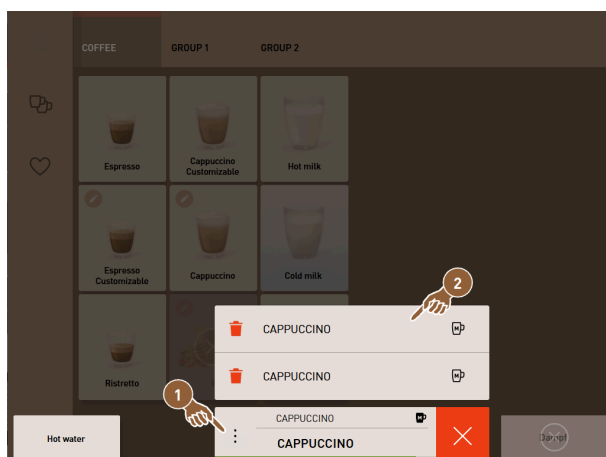 COFFEE
GROUP 1
GROUP 2
Espresso
Cappuccino
Customizable
Hot milk
Espresso
Customizable
Cappuccino
Cold milk
2
CAPPUCCINO
M
CAPPUCCINO
M
Ristretto
1
CAPPUCCINO
M
CAPPUCCINO
Hot water
Dampf